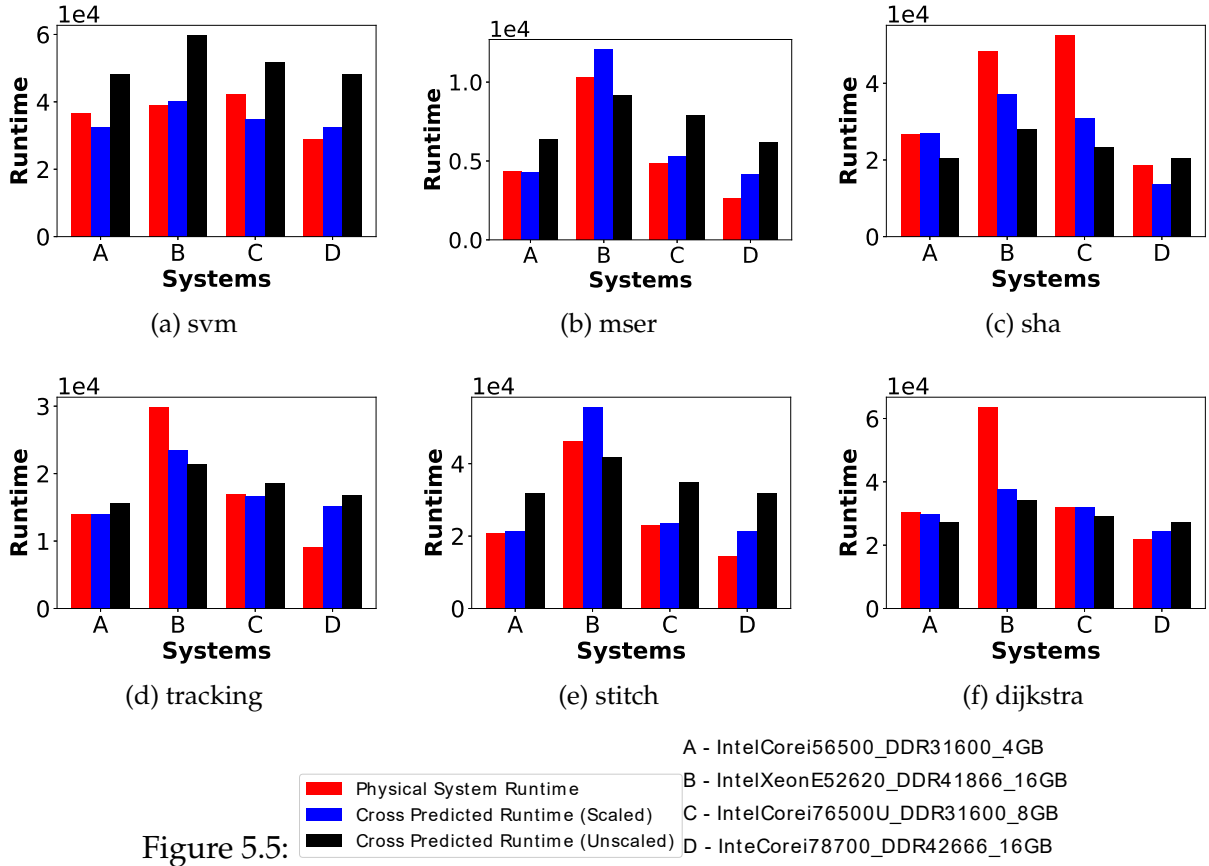 1e4
6
4
2
0
Runtime
A B C D
Systems
(a) svm
1e4
1.0
0.5
0.0
Runtime
A B C D
Systems
(b) mser
1e4
4
2
0
Runtime
A B C D
Systems
(c) sha
1e4
3
2
1
0
Runtime
A B C D
Systems
(d) tracking
1e4
4
2
0
Runtime
A B C D
Systems
(e) stitch
1e4
6
4
2
0
Runtime
A B C D
Systems
(f) dijkstra
Figure 5.5:
Physical System Runtime
Cross Predicted Runtime (Scaled)
Cross Predicted Runtime (Unscaled)
A - IntelCorei56500_DDR31600_4GB
B - IntelXeonE52620_DDR41866_16GB
C - IntelCorei76500U_DDR31600_8GB
D - InteCorei78700_DDR42666_16GB